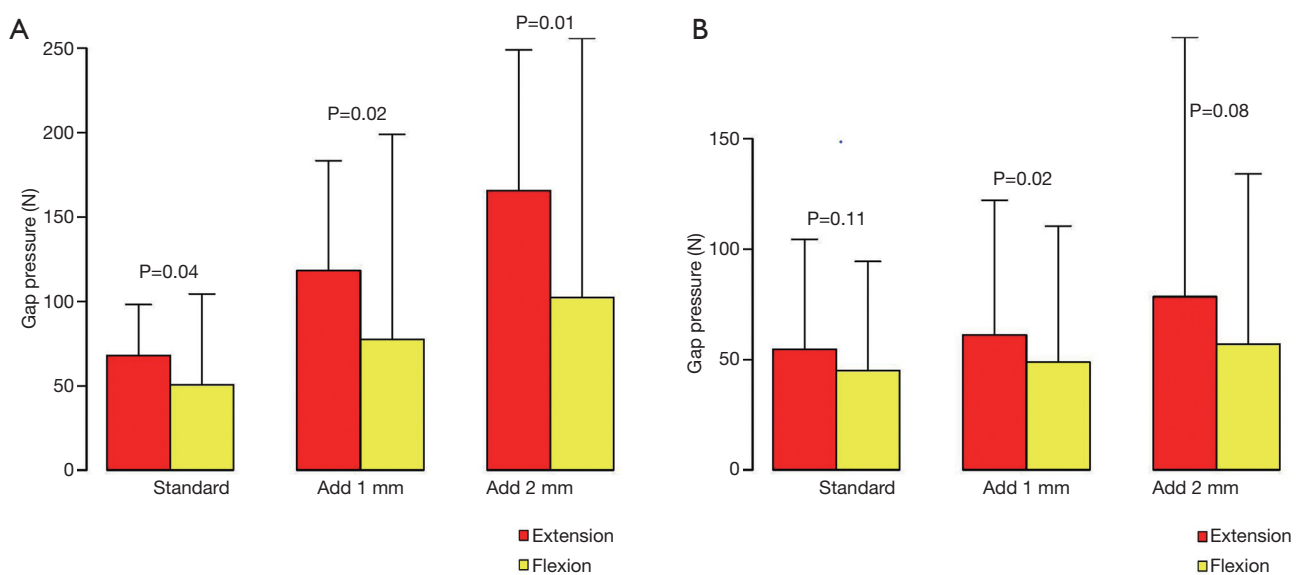 A
Gap pressure (N)
250
200
150
100
50
0
P=0.04
P=0.02
P=0.01
Standard
Add 1 mm
Add 2 mm
Extension
Flexion
B
Gap pressure (N)
150
100
50
0
P=0.11
P=0.02
P=0.08
Standard
Add 1 mm
Add 2 mm
Extension
Flexion